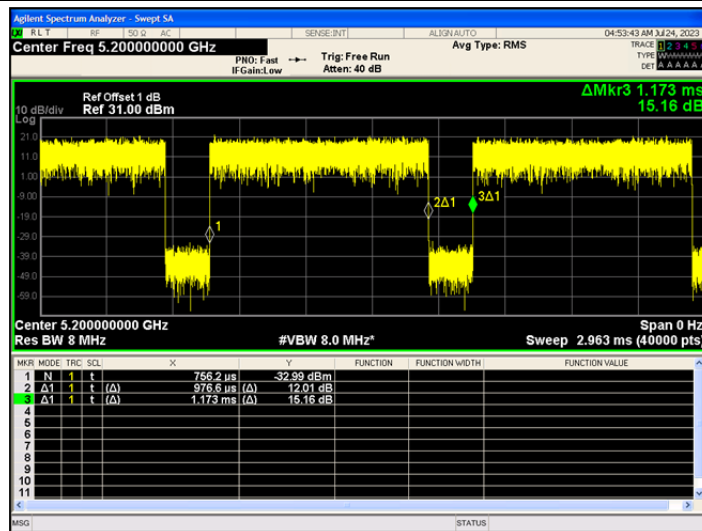 Agilent Spectrum Analyzer - Swept SA
RL T RF 50 Ω AC SENSE:INT ALIGN AUTO 04:53:43 AM Jul 24, 2023
Center Freq 5.200000000 GHz Avg Type: RMS TRACE 1 2 3 4 5
PNO: Fast Trig: Free Run TYPE
IFGain:Low Atten: 40 dB DET A A A A A
ΔMkr3 1.173 ms
Ref Offset 1 dB
10 dB/div Ref 31.00 dBm 15.16 dB
Log
21.0
11.0
1.00
-9.00
2Δ1 3Δ1
-19.0
1
-29.0
-39.0
-49.0
-59.0
Center 5.200000000 GHz Span 0 Hz
Res BW 8 MHz #VBW 8.0 MHz* Sweep 2.963 ms (40000 pts)
MKR MODE TRC SCL X Y FUNCTION FUNCTION WIDTH FUNCTION VALUE
1 N 1 t 756.2 µs -32.99 dBm
2 Δ1 1 t (Δ) 976.6 µs (Δ) 12.01 dB
3 Δ1 1 t (Δ) 1.173 ms (Δ) 15.16 dB
4
5
6
7
8
9
10
11
MSG STATUS